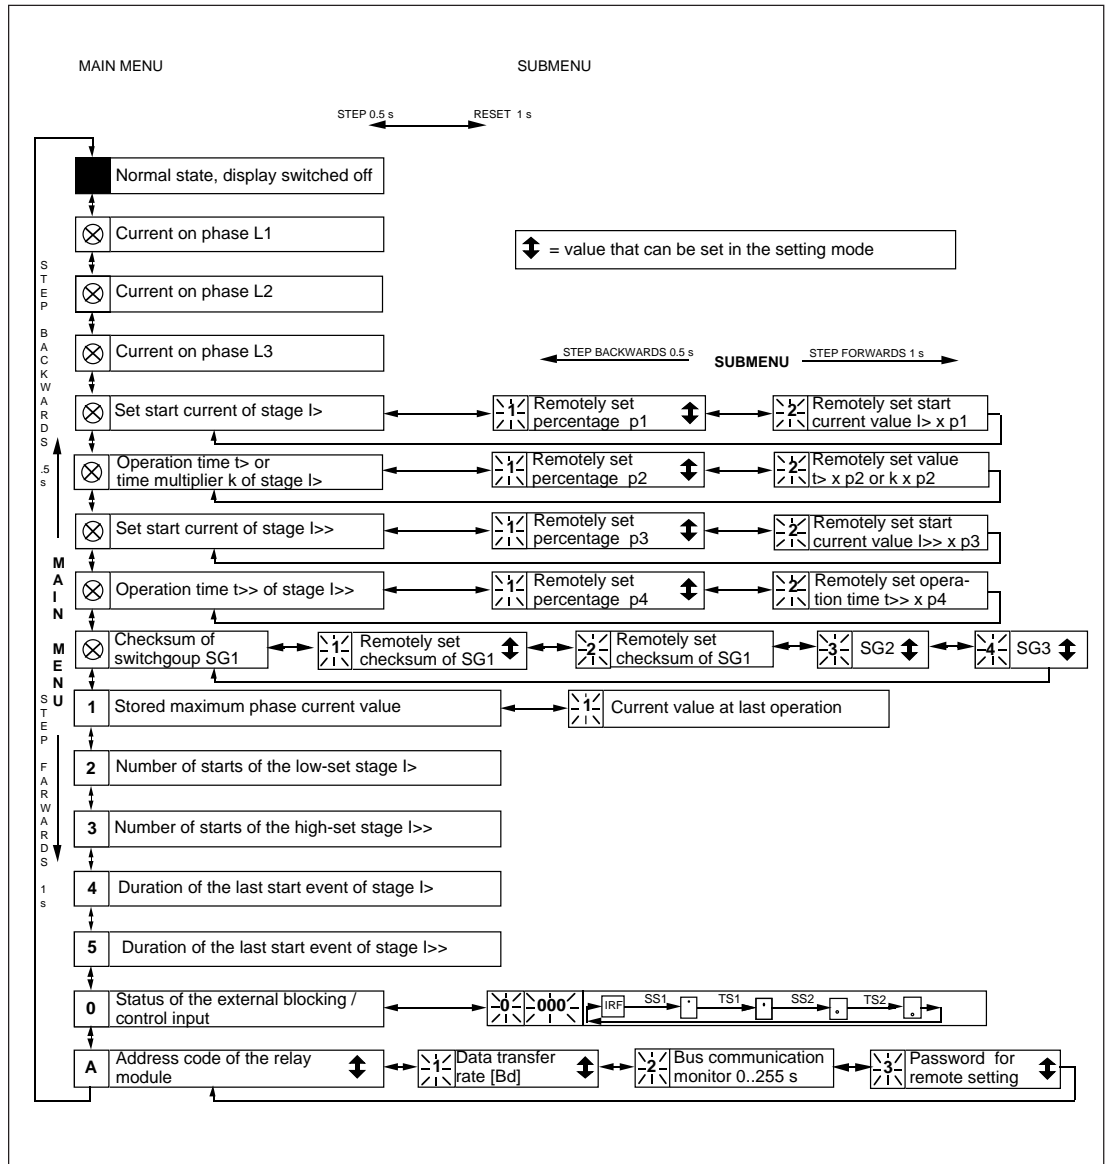 MAIN MENU
SUBMENU
STEP 0.5 s
RESET 1 s
Normal state, display switched off
Current on phase L1
= value that can be set in the setting mode
Current on phase L2
Current on phase L3
STEP BACKWARDS 0.5 s
SUBMENU
STEP FORWARDS 1 s
STEP BACKWARDS .5s
MAIN MENU
STEP FARWARDS 1s
Set start current of stage I>
1 Remotely set
percentage p1
2 Remotely set start
current value I> x p1
Operation time t> or
time multiplier k of stage I>
1 Remotely set
percentage p2
2 Remotely set value
t> x p2 or k x p2
Set start current of stage I>>
1 Remotely set
percentage p3
2 Remotely set start
current value I>> x p3
Operation time t>> of stage I>>
1 Remotely set
percentage p4
2 Remotely set opera-
tion time t>> x p4
Checksum of
switchgoup SG1
1 Remotely set
checksum of SG1
2 Remotely set
checksum of SG1
3 SG2
4 SG3
1 Stored maximum phase current value
1 Current value at last operation
2 Number of starts of the low-set stage I>
3 Number of starts of the high-set stage I>>
4 Duration of the last start event of stage I>
5 Duration of the last start event of stage I>>
0 Status of the external blocking /
control input
0 000 IRF SS1 TS1 SS2 TS2
A Address code of the relay
module
1 Data transfer
rate [Bd]
2 Bus communication
monitor 0..255 s
3 Password for
remote setting